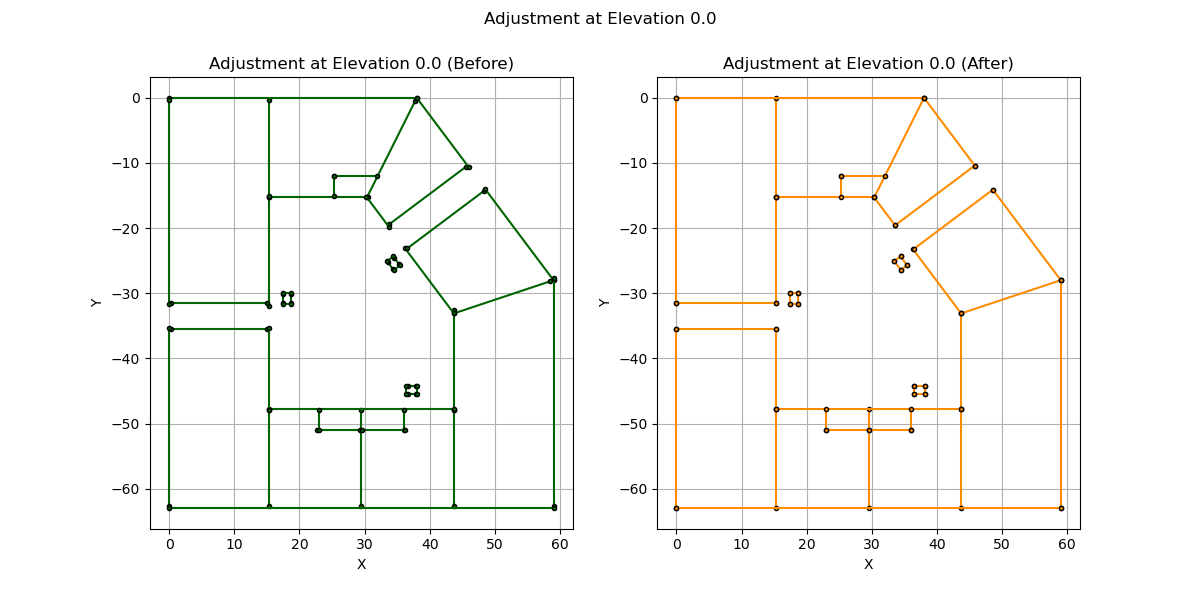 Adjustment at Elevation 0.0
Adjustment at Elevation 0.0 (Before)
0
−10
−20
−30
−40
−50
−60
Y
0 10 20 30 40 50 60
X
Adjustment at Elevation 0.0 (After)
0
−10
−20
−30
−40
−50
−60
Y
0 10 20 30 40 50 60
X